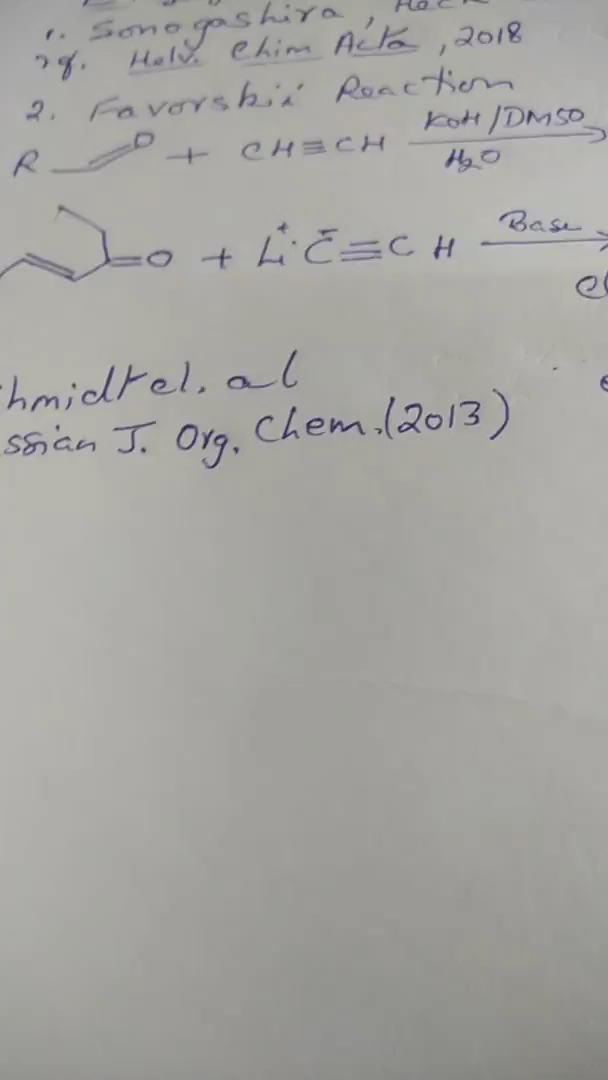 1. Sonogashira,
Helv. Chim Acta, 2018
2. Favorskii Reaction
R O + CH≡CH KOH/DMSO H₂O
=O + Li⁺ C̄≡CH Base
hmidt el. al
ssian J. Org. Chem. (2013)